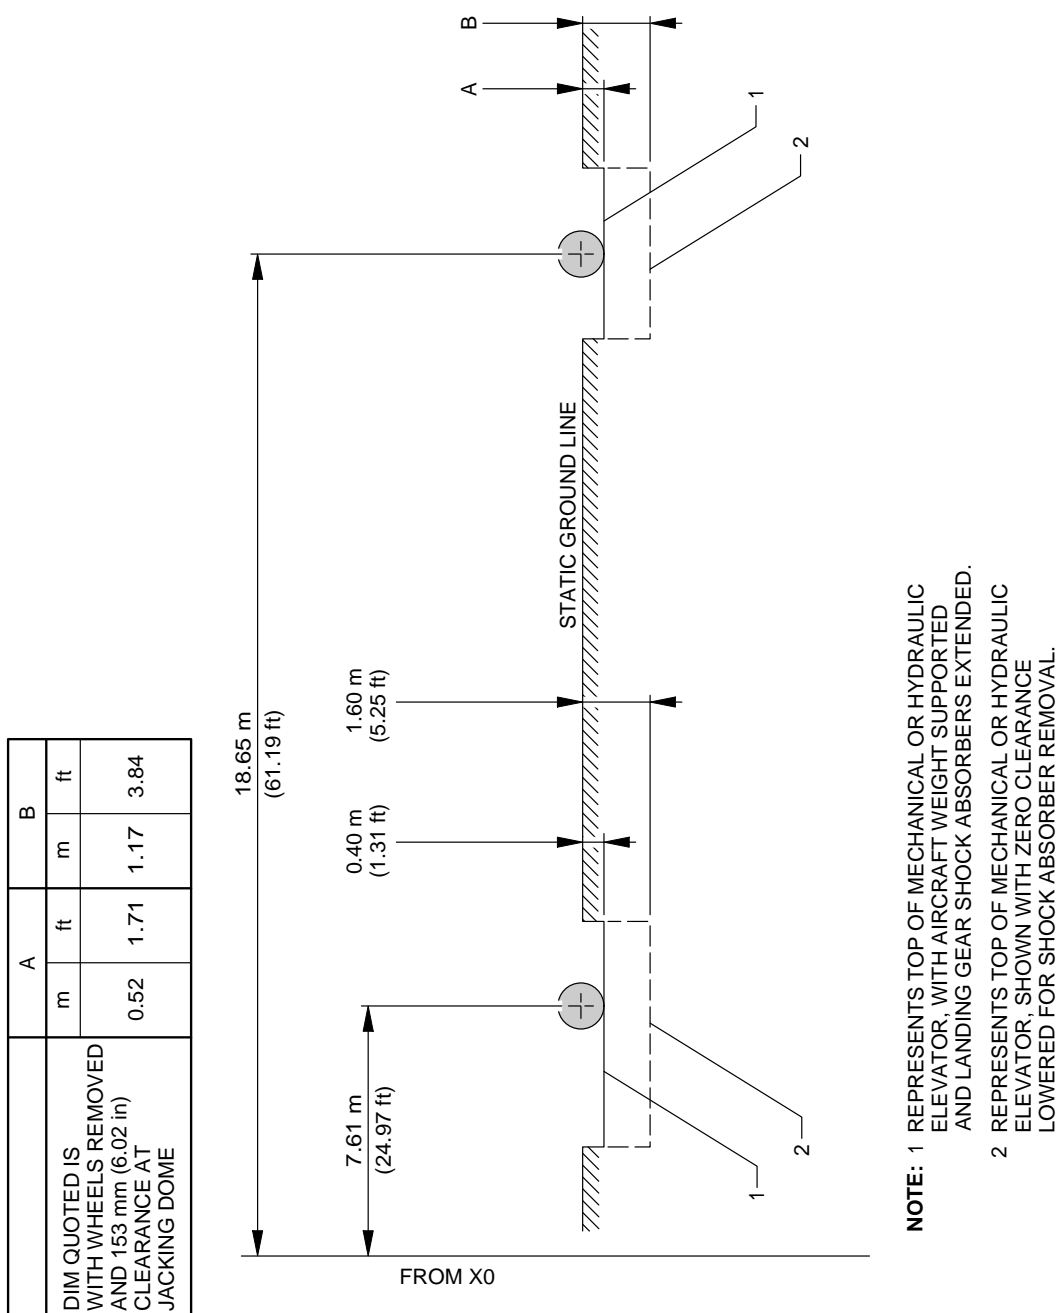 A B
m ft m ft
DIM QUOTED IS
WITH WHEELS REMOVED
AND 153 mm (6.02 in)
CLEARANCE AT
JACKING DOME
0.52 1.71 1.17 3.84
18.65 m
(61.19 ft)
7.61 m
(24.97 ft)
0.40 m
(1.31 ft)
1.60 m
(5.25 ft)
A
B
FROM X0
STATIC GROUND LINE
1
2
1
2
NOTE: 1 REPRESENTS TOP OF MECHANICAL OR HYDRAULIC
ELEVATOR, WITH AIRCRAFT WEIGHT SUPPORTED
AND LANDING GEAR SHOCK ABSORBERS EXTENDED.
2 REPRESENTS TOP OF MECHANICAL OR HYDRAULIC
ELEVATOR, SHOWN WITH ZERO CLEARANCE
LOWERED FOR SHOCK ABSORBER REMOVAL.